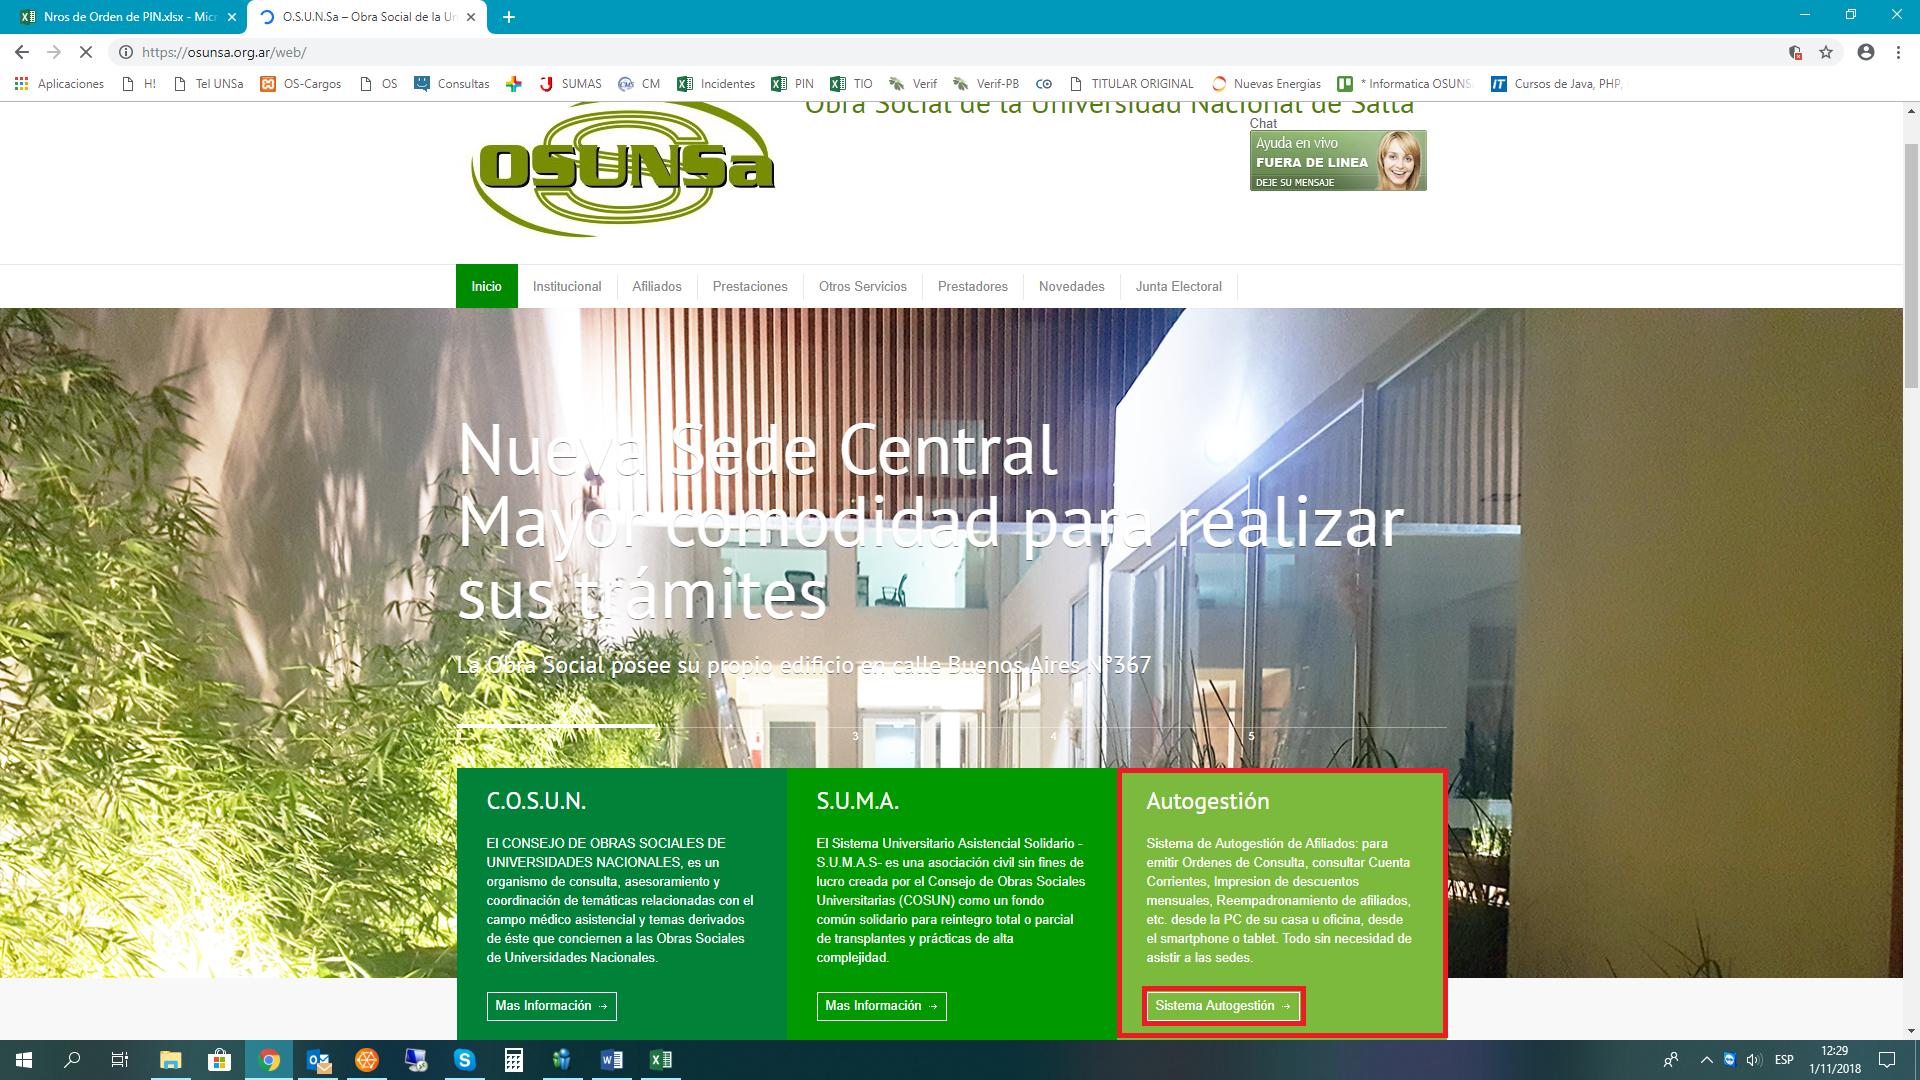 Nros de Orden de PIN.xlsx - Micr
O.S.U.N.Sa – Obra Social de la Un
https://osunsa.org.ar/web/
Aplicaciones
H!
Tel UNSa
OS-Cargos
OS
Consultas
SUMAS
CM
Incidentes
PIN
TIO
Verif
Verif-PB
TITULAR ORIGINAL
Nuevas Energias
* Informatica OSUNS
Cursos de Java, PHP,
Obra Social de la Universidad Nacional de Salta
OSUNSa
Chat
Ayuda en vivo
FUERA DE LINEA
DEJE SU MENSAJE
Inicio
Institucional
Afiliados
Prestaciones
Otros Servicios
Prestadores
Novedades
Junta Electoral
Nueva Sede Central
Mayor comodidad para realizar
sus trámites
La Obra Social posee su propio edificio en calle Buenos Aires N°367
2
3
4
5
C.O.S.U.N.
El CONSEJO DE OBRAS SOCIALES DE
UNIVERSIDADES NACIONALES, es un
organismo de consulta, asesoramiento y
coordinación de temáticas relacionadas con el
campo médico asistencial y temas derivados
de éste que conciernen a las Obras Sociales
de Universidades Nacionales.
Mas Información →
S.U.M.A.
El Sistema Universitario Asistencial Solidario -
S.U.M.A.S- es una asociación civil sin fines de
lucro creada por el Consejo de Obras Sociales
Universitarias (COSUN) como un fondo
común solidario para reintegro total o parcial
de transplantes y prácticas de alta
complejidad.
Mas Información →
Autogestión
Sistema de Autogestión de Afiliados: para
emitir Ordenes de Consulta, consultar Cuenta
Corrientes, Impresion de descuentos
mensuales, Reempadronamiento de afiliados,
etc. desde la PC de su casa u oficina, desde
el smartphone o tablet. Todo sin necesidad de
asistir a las sedes.
Sistema Autogestión →
ESP
12:29
1/11/2018